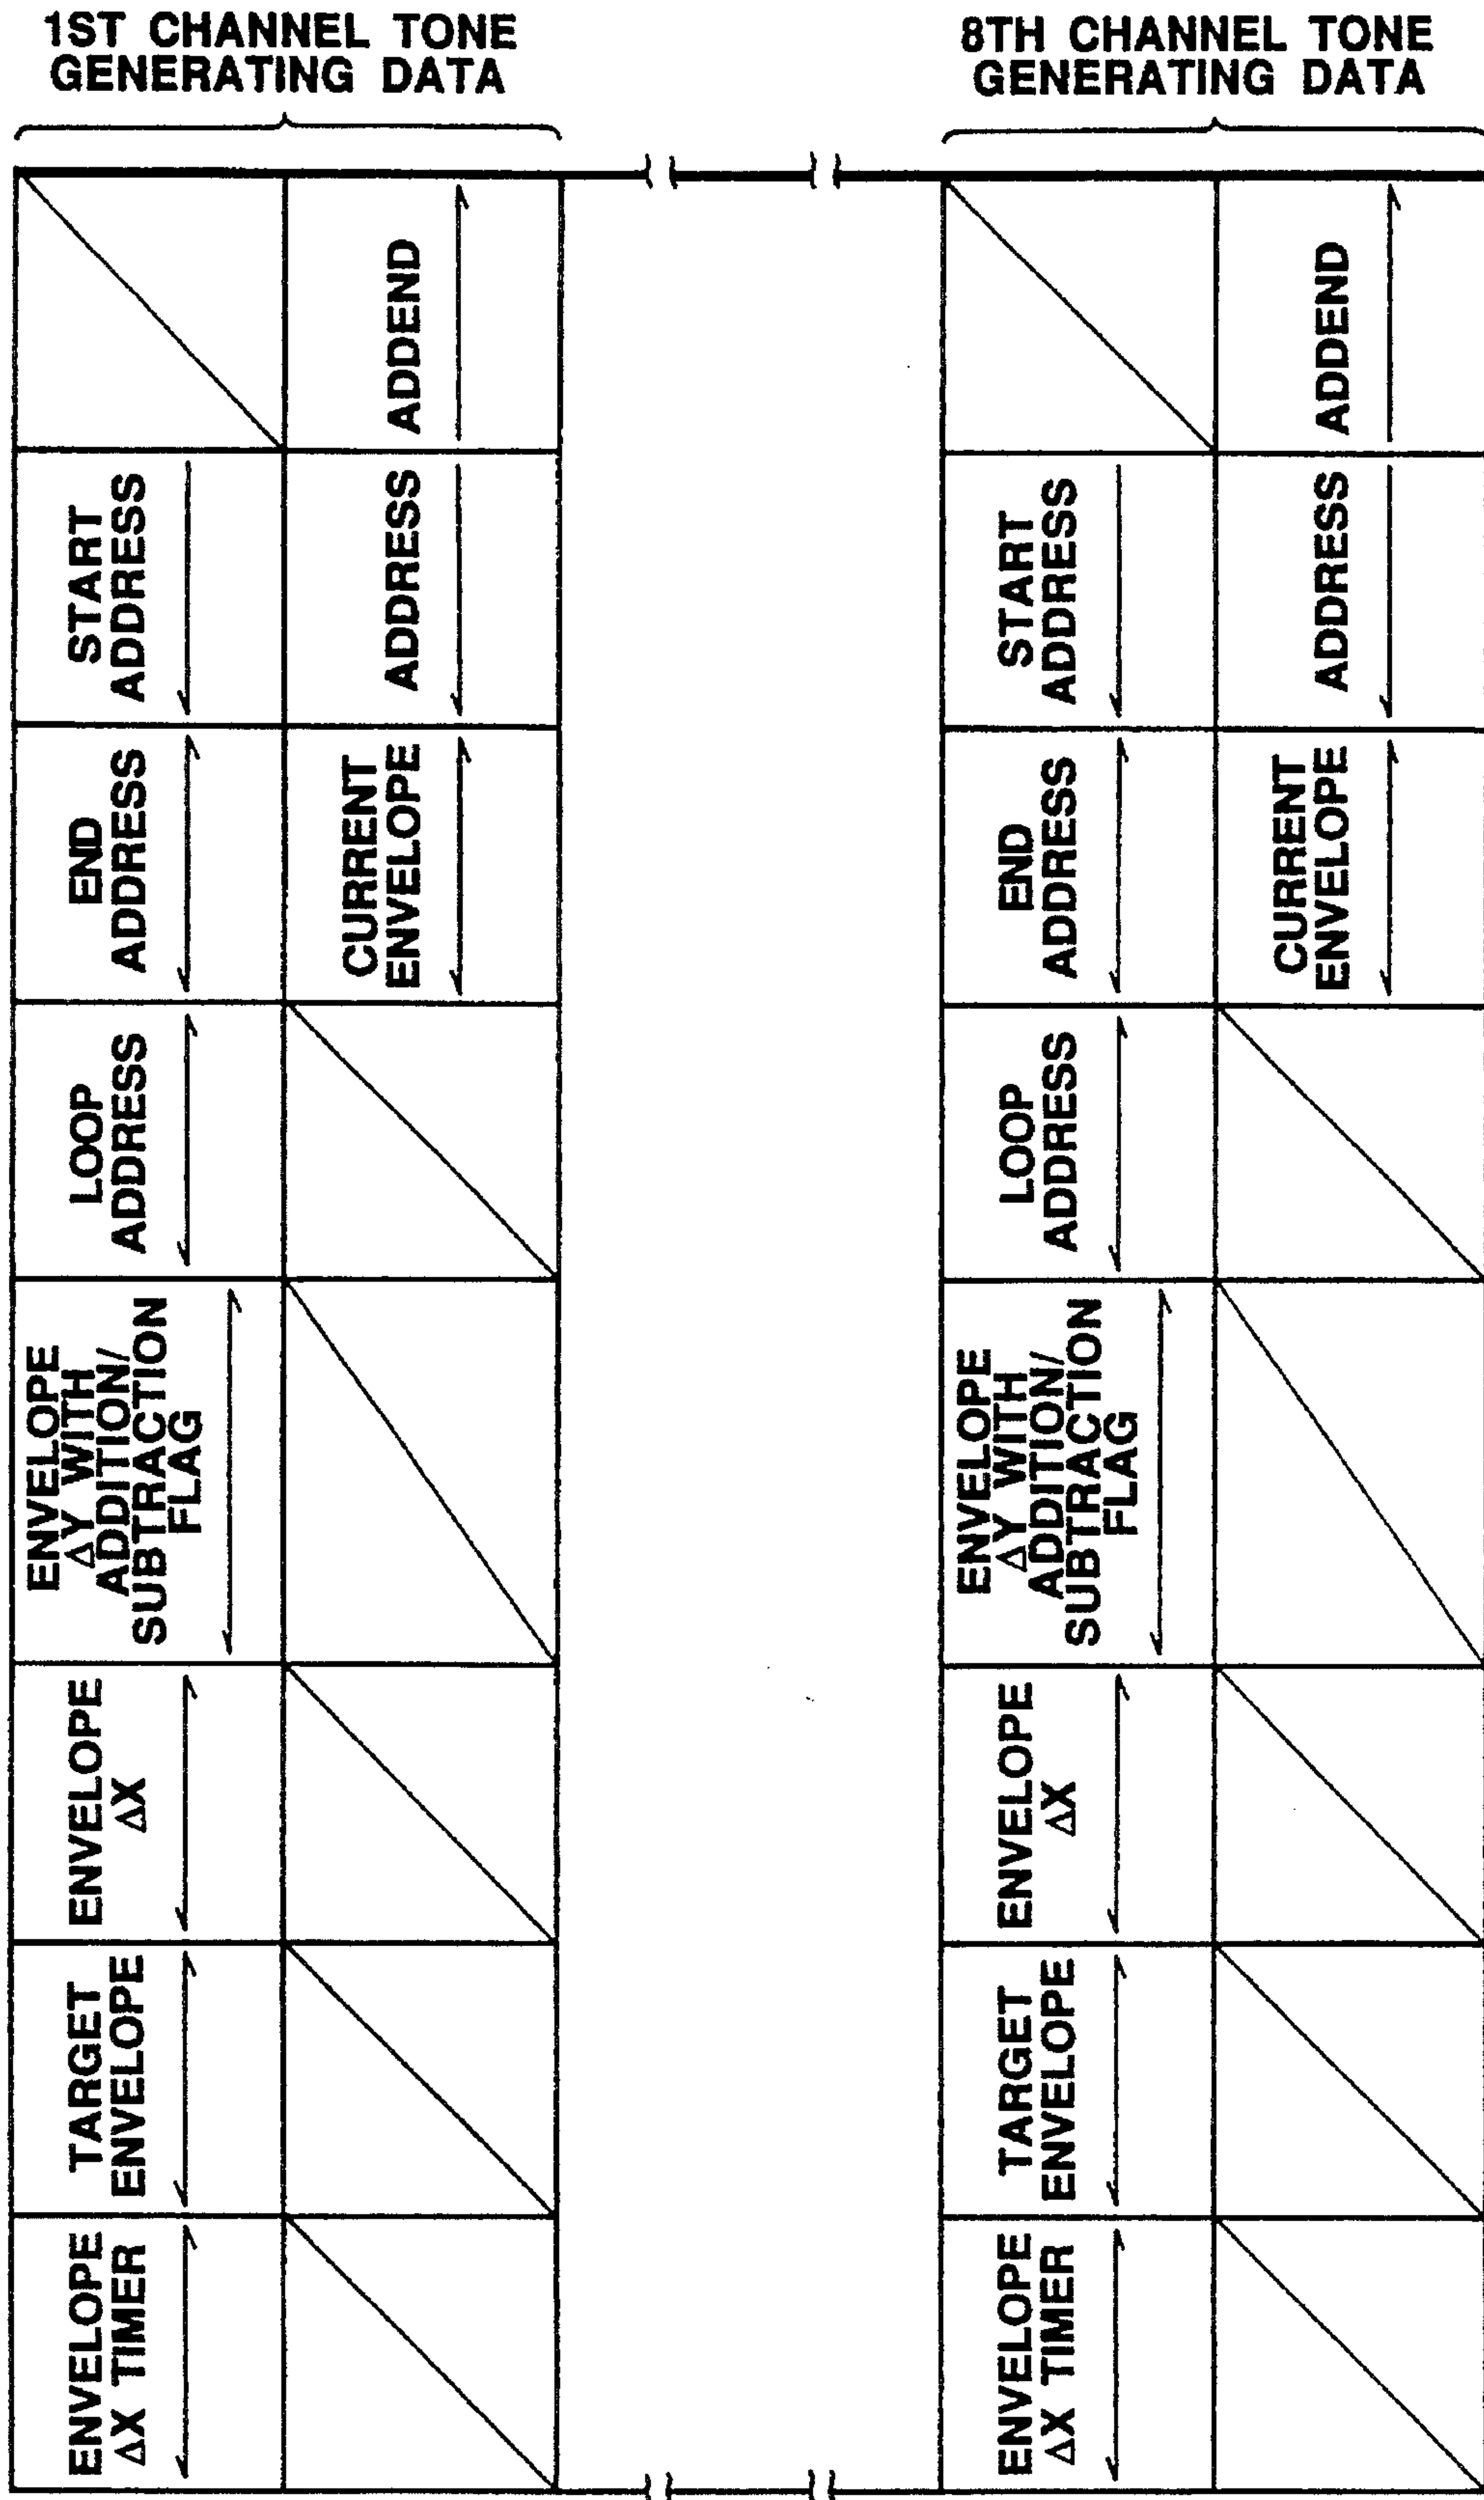 1ST CHANNEL TONE
GENERATING DATA
ENVELOPE
ΔX TIMER
TARGET
ENVELOPE
ENVELOPE
ΔX
ENVELOPE
ΔY WITH
ADDITION/
SUBTRACTION
FLAG
LOOP
ADDRESS
END
ADDRESS
START
ADDRESS
CURRENT
ENVELOPE
ADDRESS
ADDEND
8TH CHANNEL TONE
GENERATING DATA
ENVELOPE
ΔX TIMER
TARGET
ENVELOPE
ENVELOPE
ΔX
ENVELOPE
ΔY WITH
ADDITION/
SUBTRACTION
FLAG
LOOP
ADDRESS
END
ADDRESS
START
ADDRESS
CURRENT
ENVELOPE
ADDRESS
ADDEND